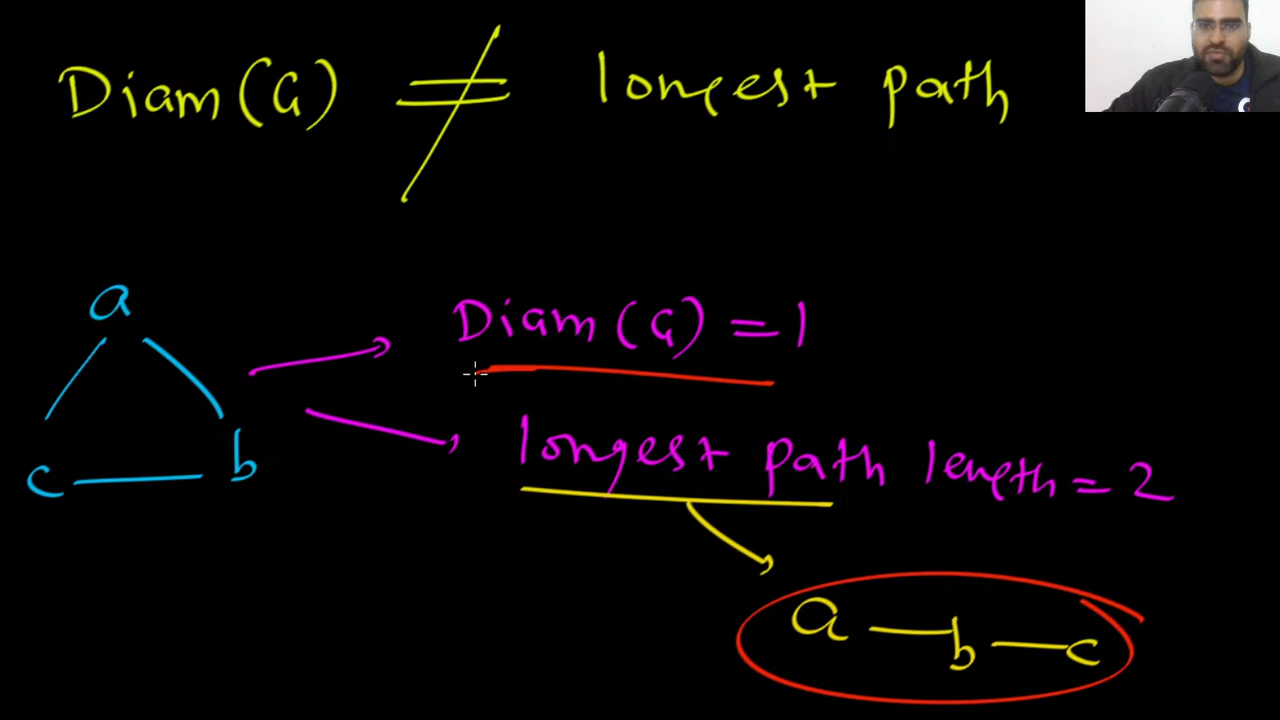 Diam(G) ≠ longest path
a
Diam(G) = 1
c b
longest path length = 2
a — b — c